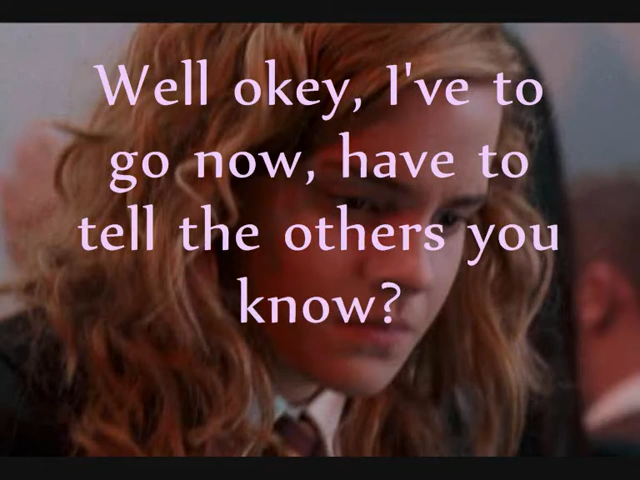 Well okey, I've to
go now, have to
tell the others you
know?